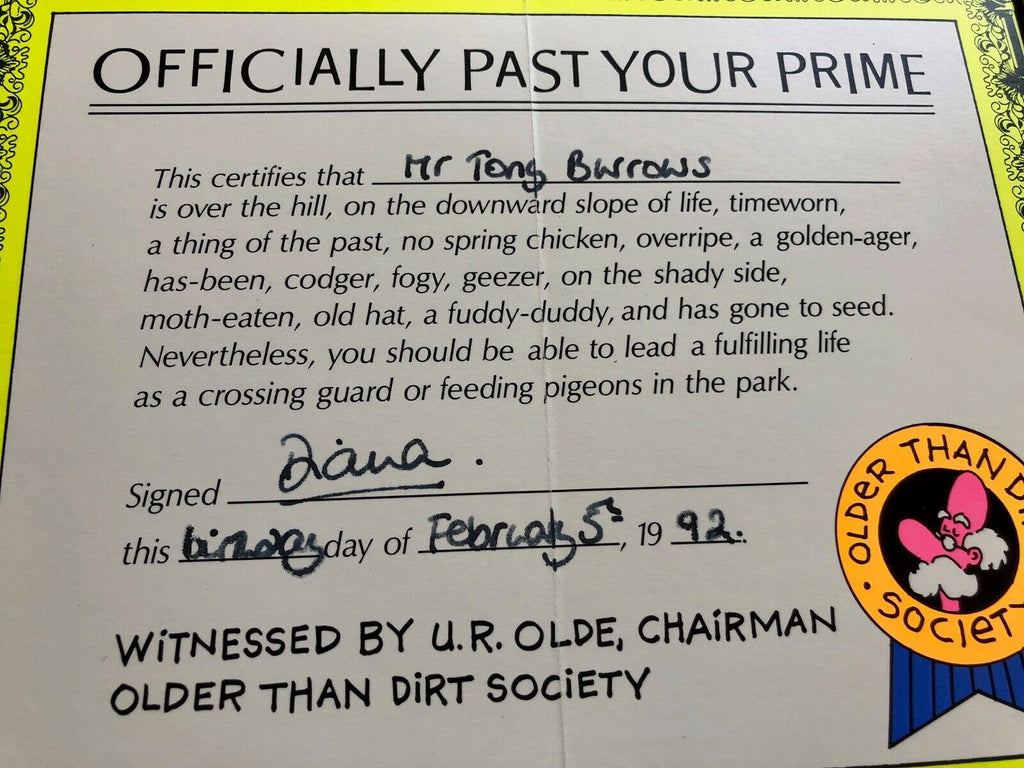 OFFICIALLY PAST YOUR PRIME
This certifies that Mr Tony Burrows
is over the hill, on the downward slope of life, timeworn,
a thing of the past, no spring chicken, overripe, a golden-ager,
has-been, codger, fogy, geezer, on the shady side,
moth-eaten, old hat, a fuddy-duddy, and has gone to seed.
Nevertheless, you should be able to lead a fulfilling life
as a crossing guard or feeding pigeons in the park.
Signed Diana.
this birthday day of February 5th, 1992.
WITNESSED BY U.R. OLDE, CHAIRMAN
OLDER THAN DIRT SOCIETY
OLDER THAN DI
SOCIETY